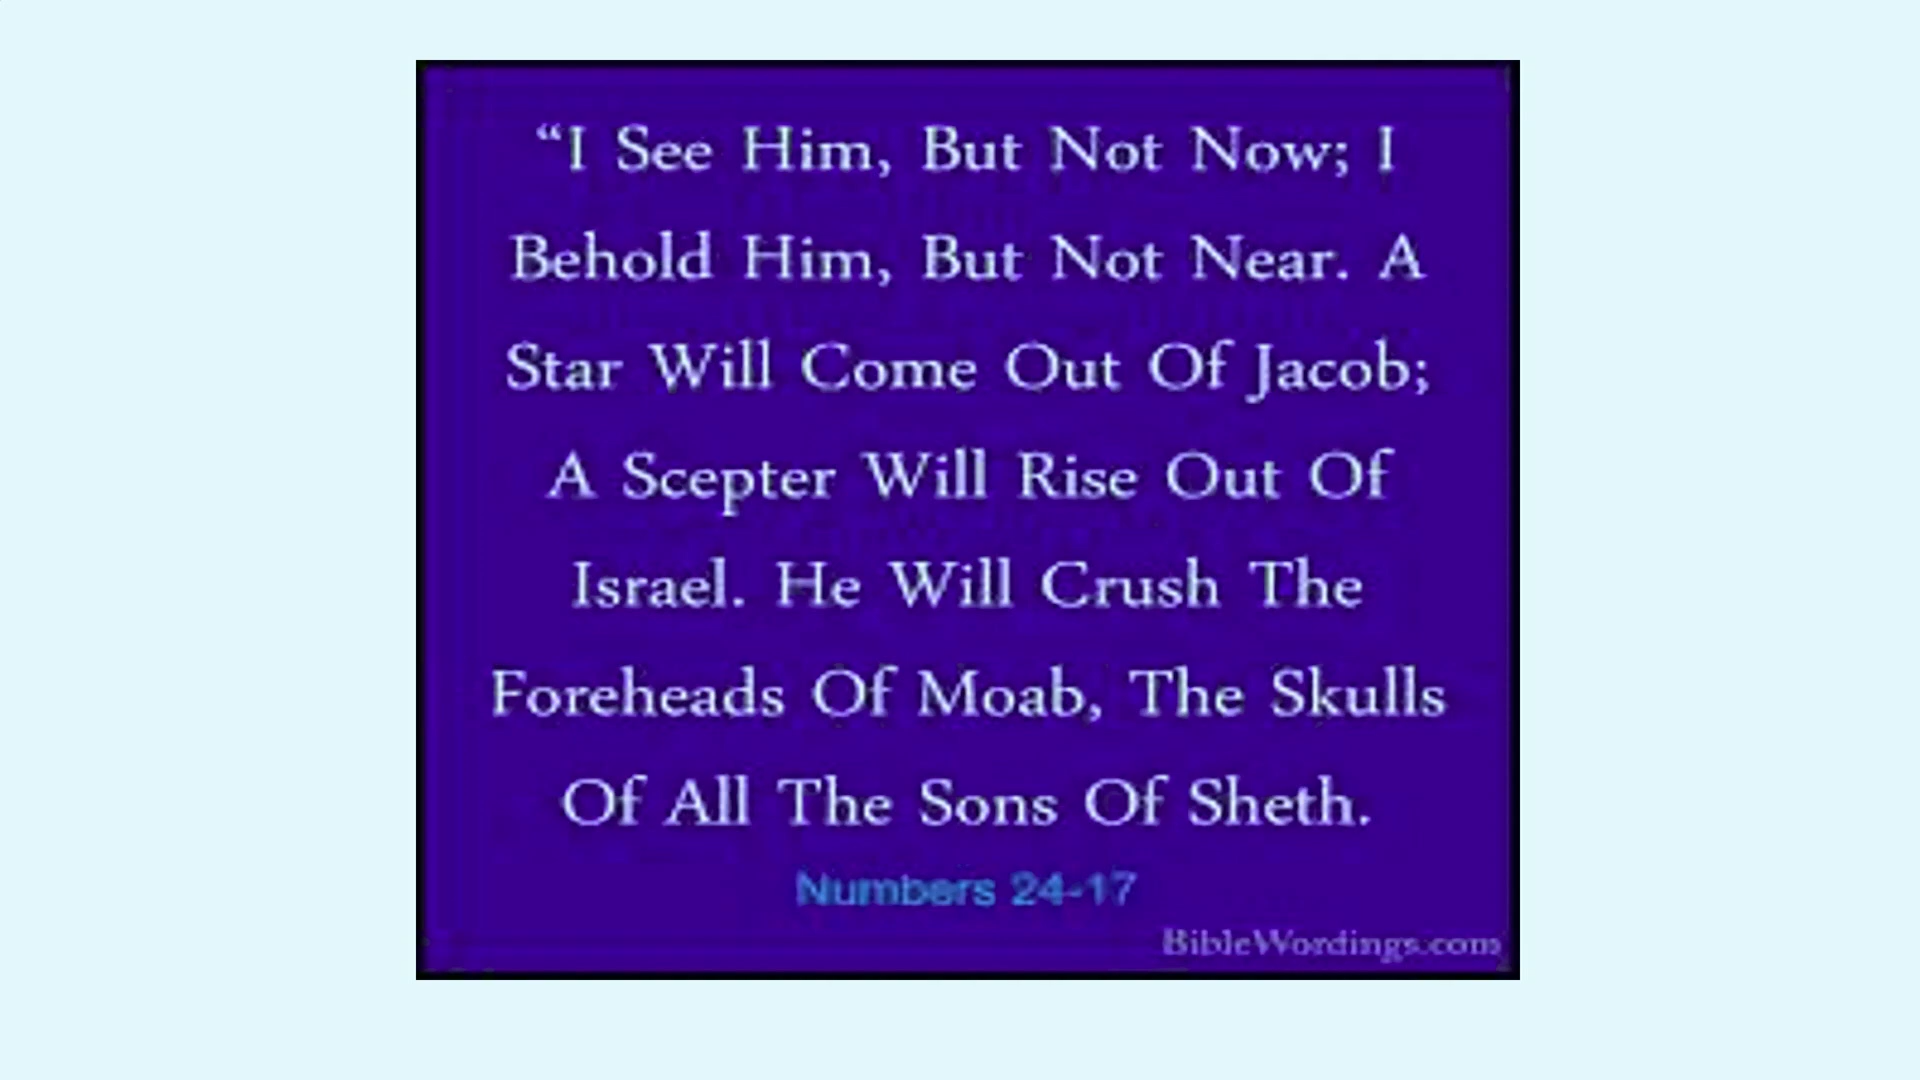 “I See Him, But Not Now; I
Behold Him, But Not Near. A
Star Will Come Out Of Jacob;
A Scepter Will Rise Out Of
Israel. He Will Crush The
Foreheads Of Moab, The Skulls
Of All The Sons Of Sheth.
Numbers 24-17
BibleWordings.com